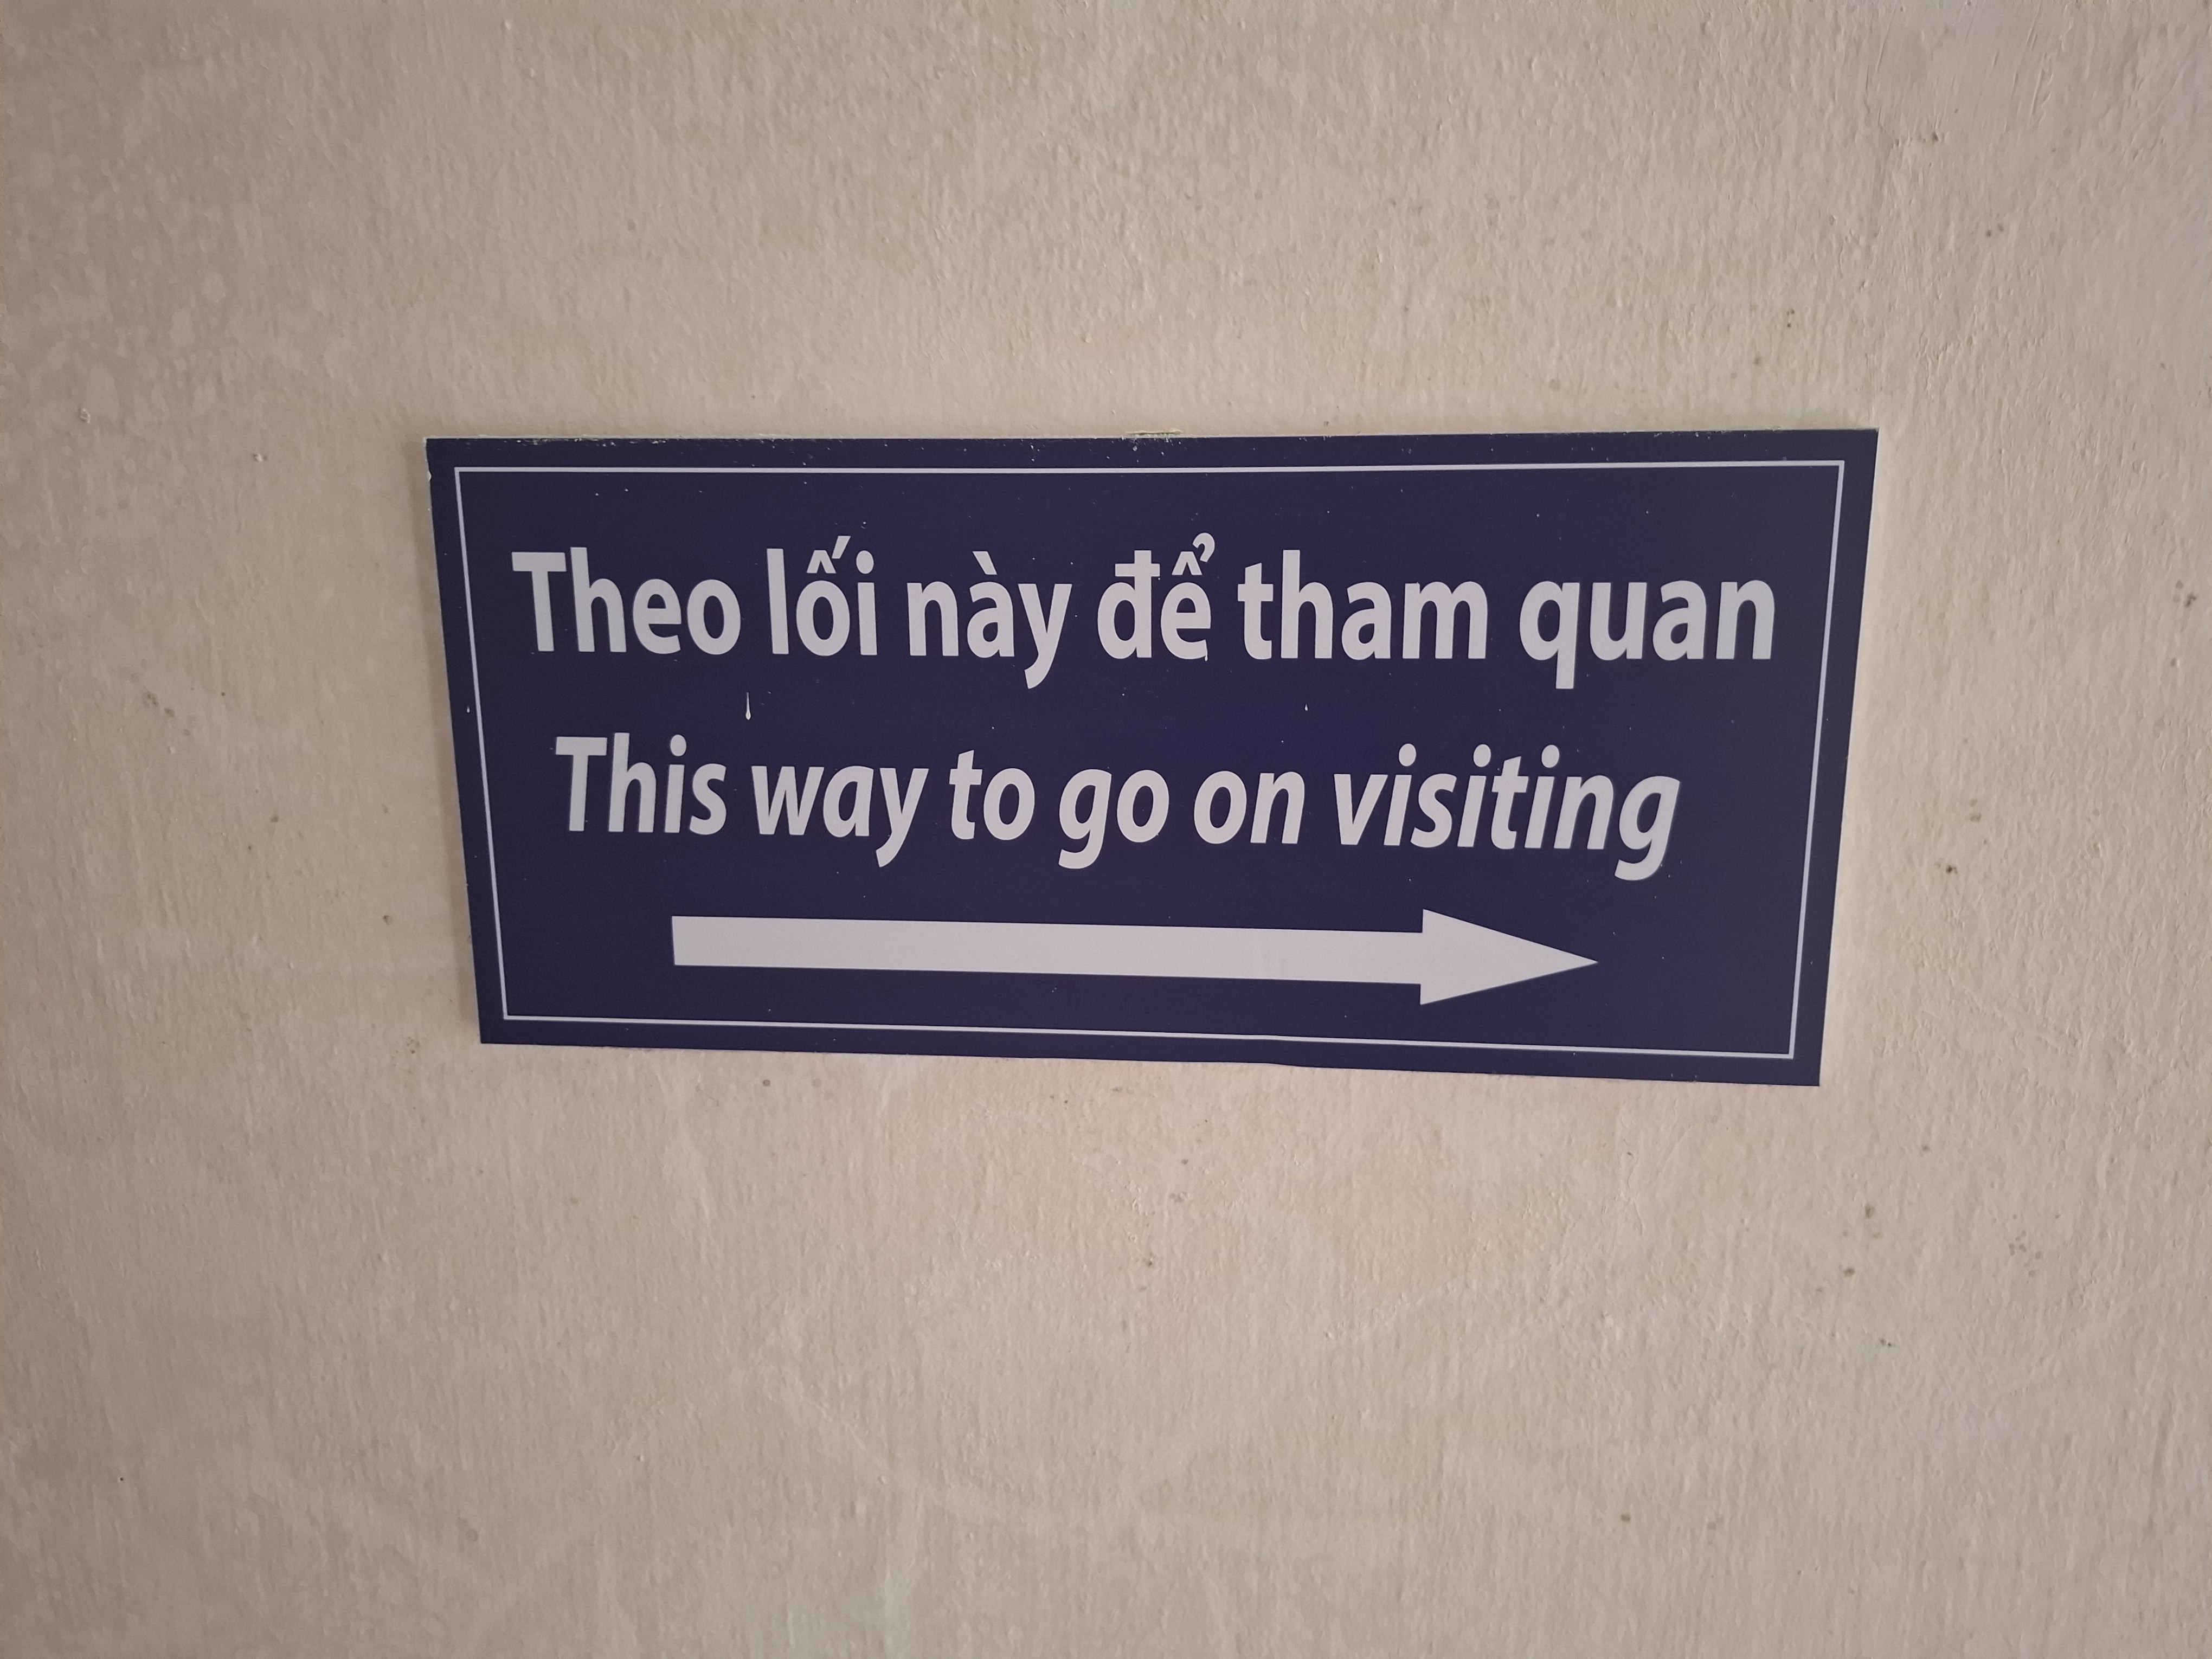 Theo lối này để tham quan
This way to go on visiting